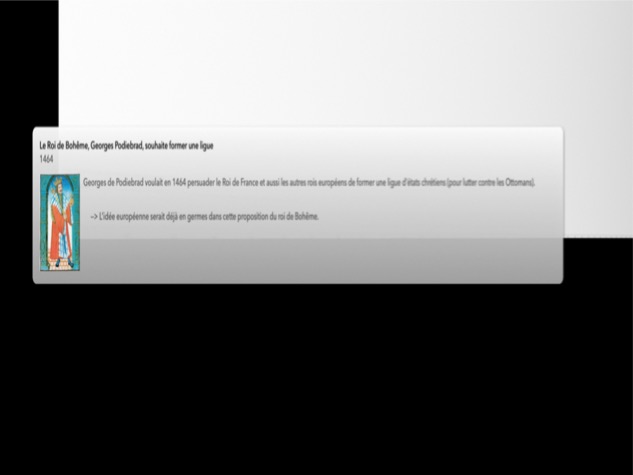 Le Roi de Bohême, Georges Podiebrad, souhaite former une ligue
1464
Georges de Podiebrad voulait en 1464 persuader le Roi de France et aussi les autres rois européens de former une ligue d'états chrétiens (pour lutter contre les Ottomans).
--> L'idée européenne serait déjà en germes dans cette proposition du roi de Bohême.